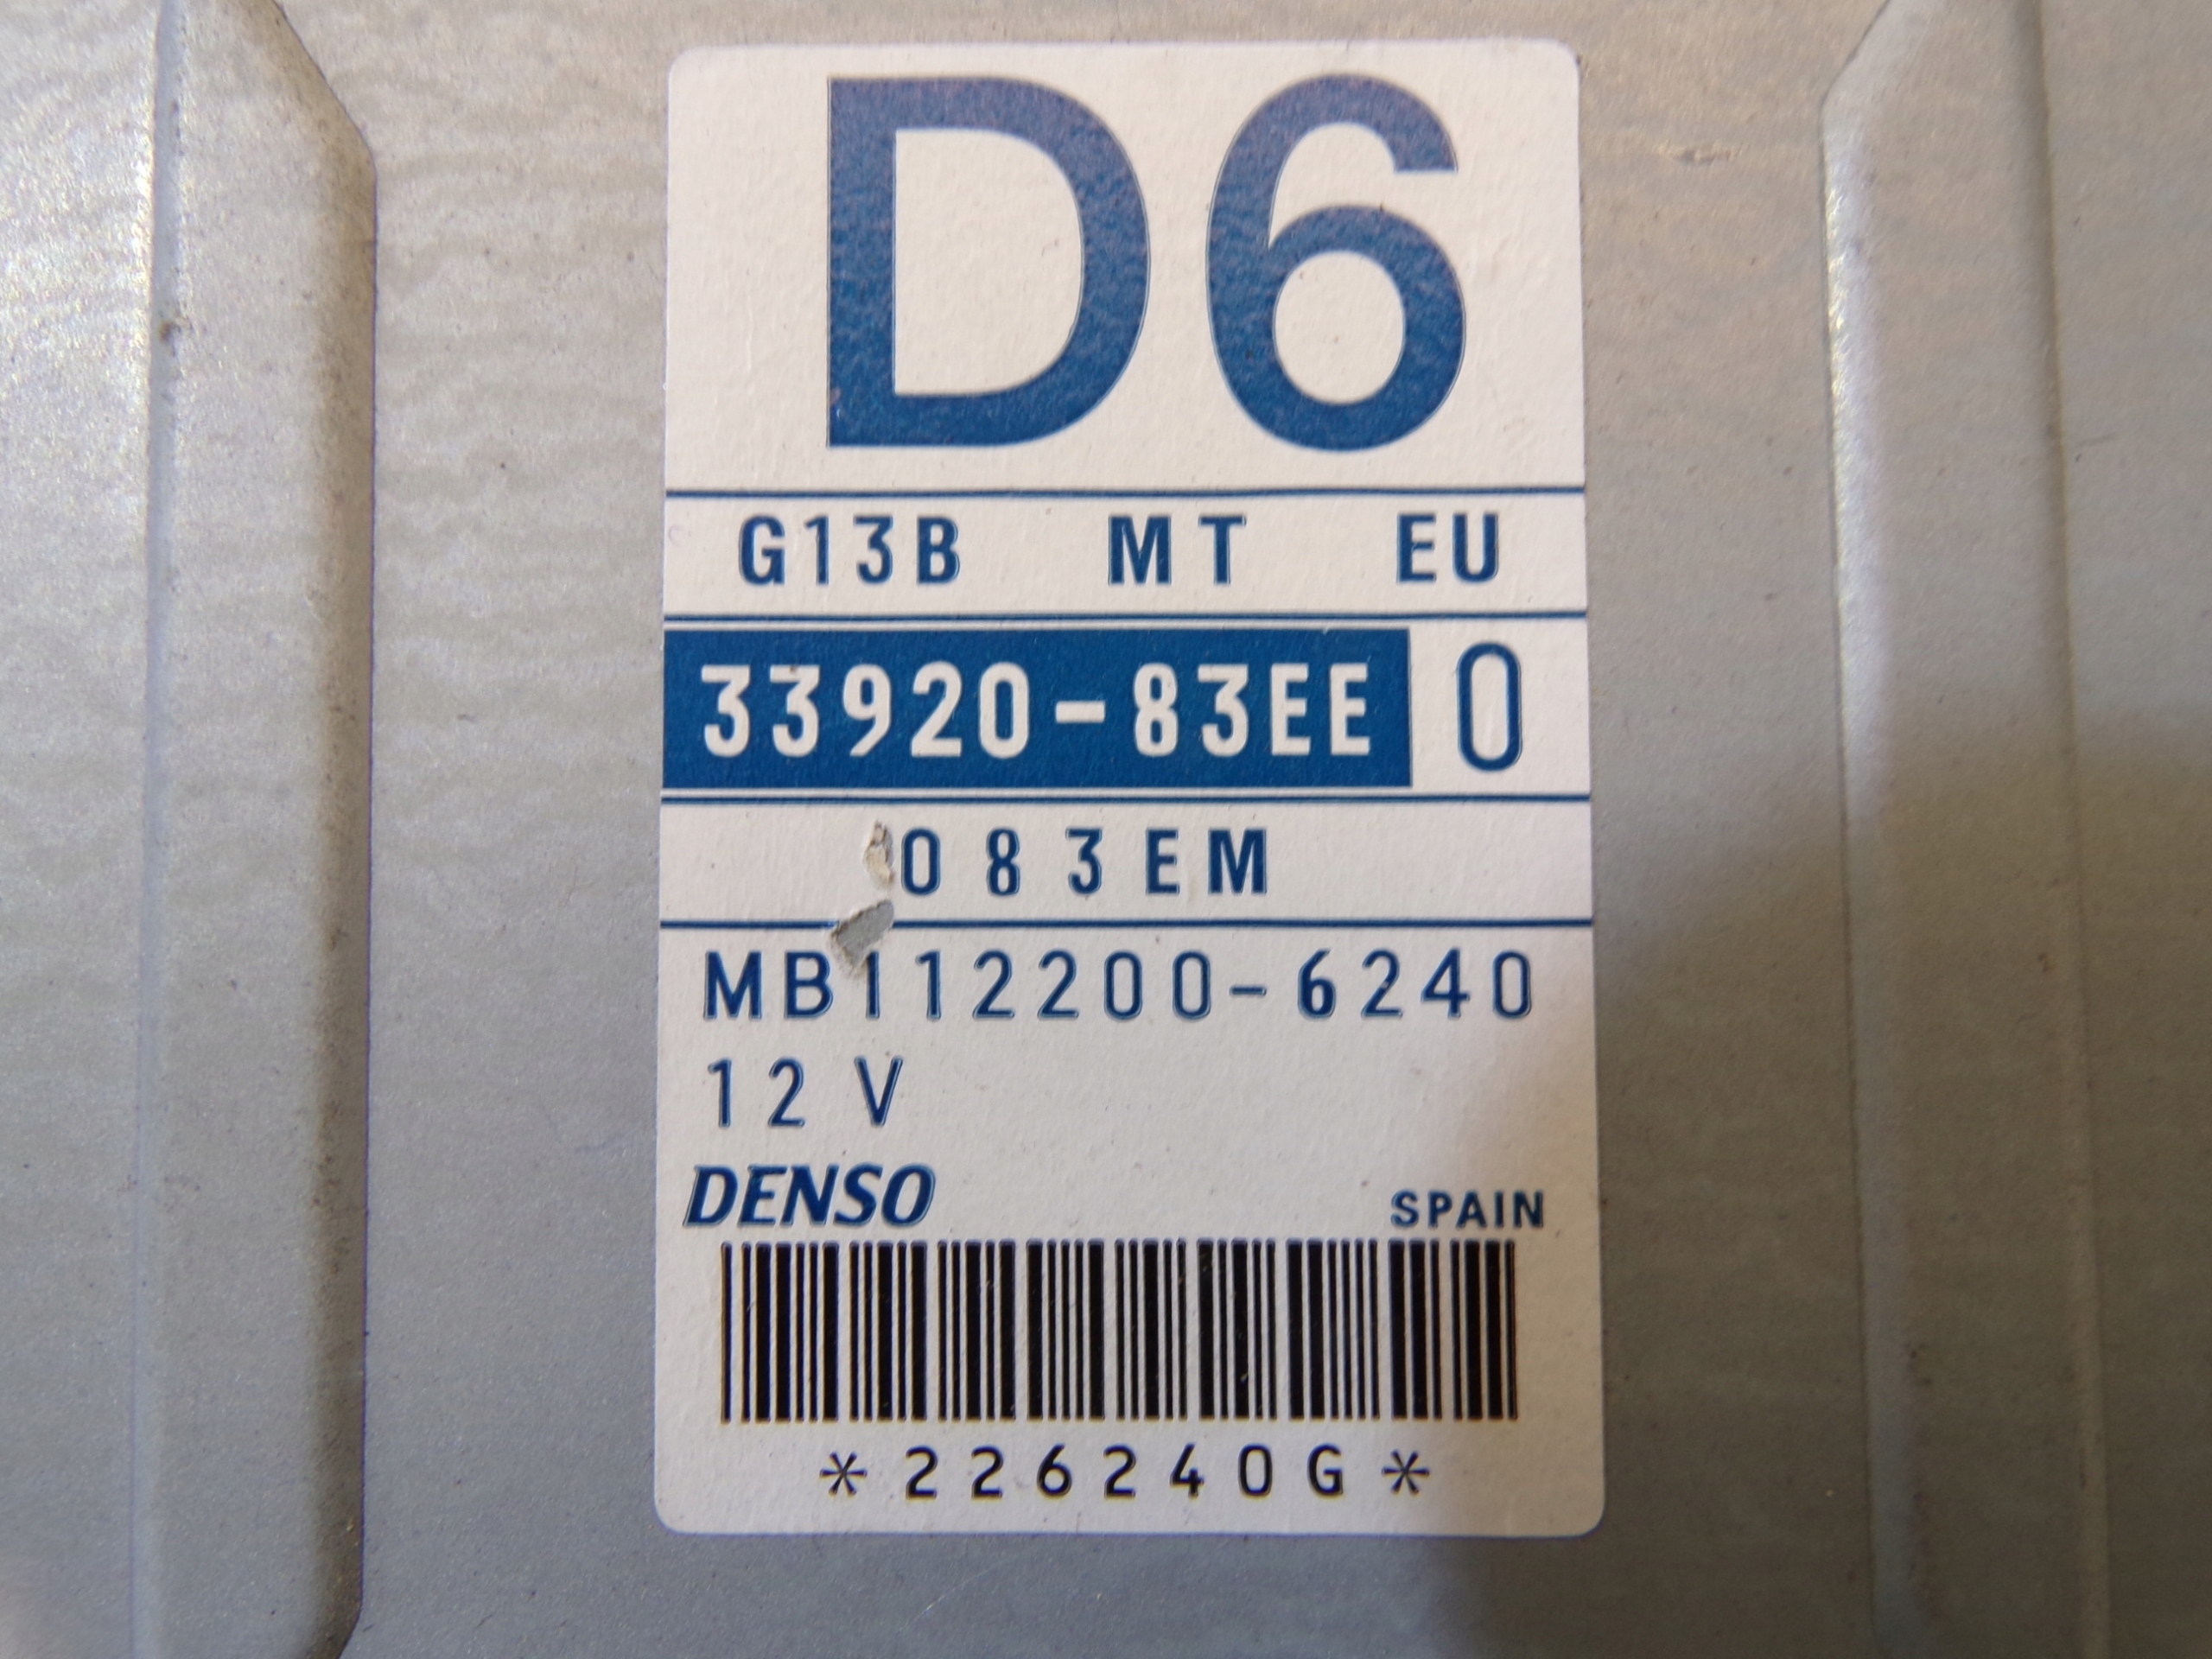 D6
G13B MT EU
33920-83EE 0
083EM
MB112200-6240
12 V
DENSO SPAIN
*226240G*